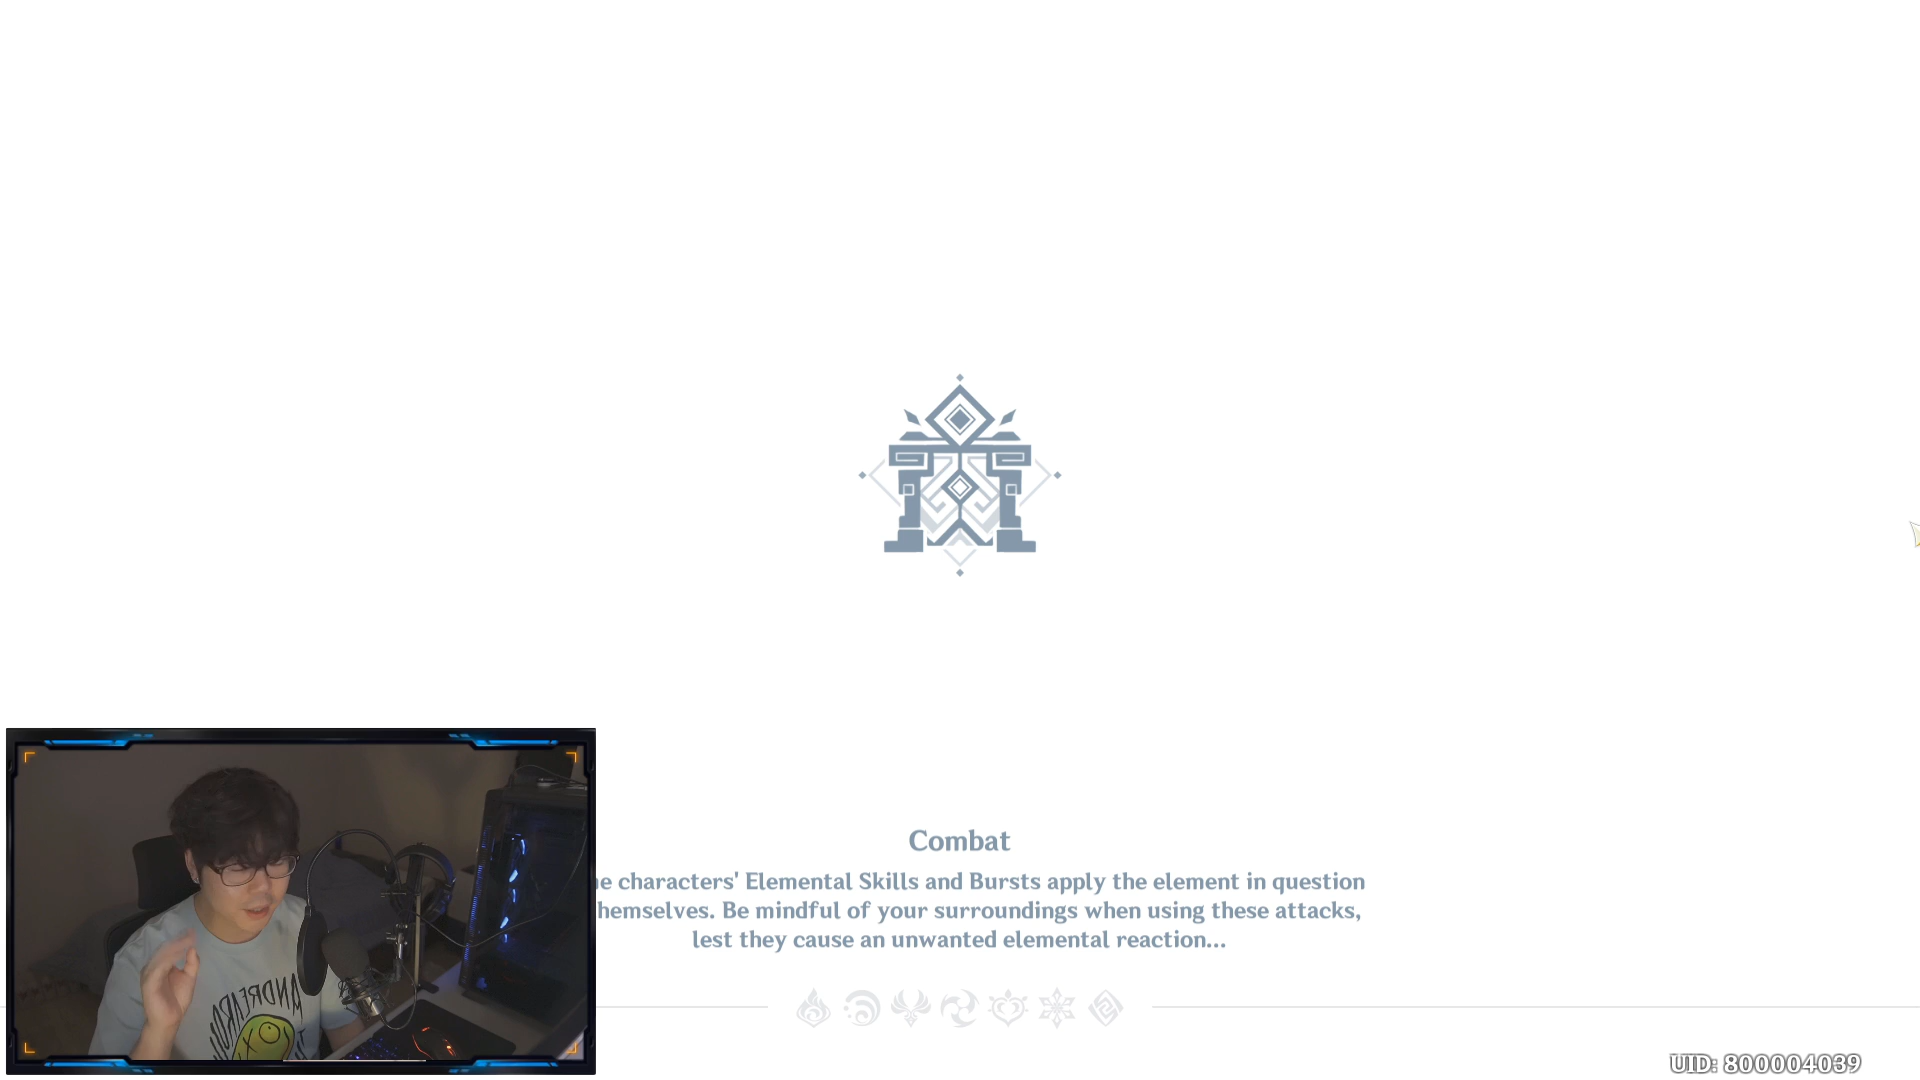 Combat
characters' Elemental Skills and Bursts apply the element in question
hemselves. Be mindful of your surroundings when using these attacks,
lest they cause an unwanted elemental reaction...
UID: 800004039